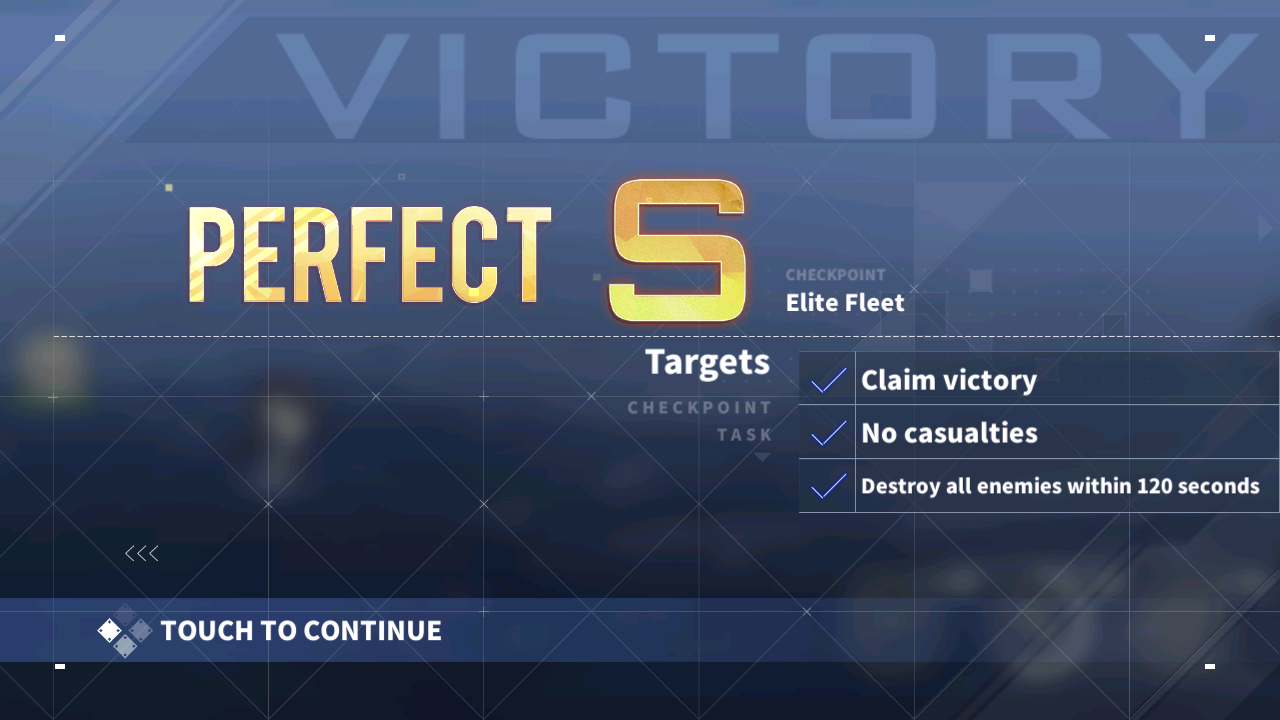 VICTORY
PERFECT S
CHECKPOINT
Elite Fleet
Targets
CHECKPOINT
TASK
Claim victory
No casualties
Destroy all enemies within 120 seconds
TOUCH TO CONTINUE